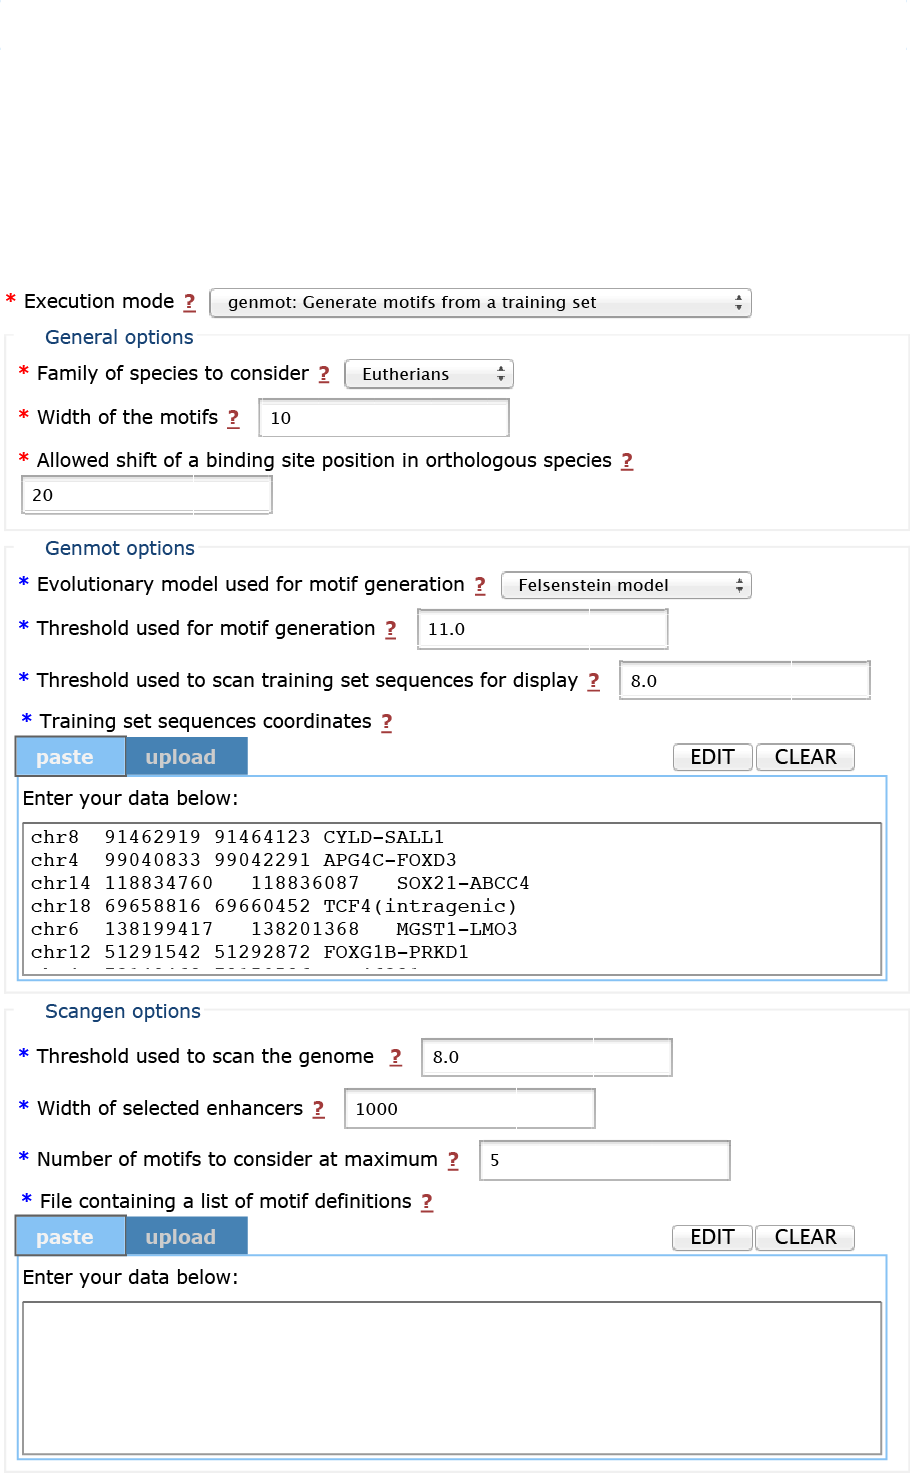 * Execution mode ? genmot: Generate motifs from a training set
General options
* Family of species to consider ? Eutherians
* Width of the motifs ? 10
* Allowed shift of a binding site position in orthologous species ?
20
Genmot options
* Evolutionary model used for motif generation ? Felsenstein model
* Threshold used for motif generation ? 11.0
* Threshold used to scan training set sequences for display ? 8.0
* Training set sequences coordinates ?
paste upload EDIT CLEAR
Enter your data below:
chr8 91462919 91464123 CYLD-SALL1
chr4 99040833 99042291 APG4C-FOXD3
chr14 118834760 118836087 SOX21-ABCC4
chr18 69658816 69660452 TCF4(intragenic)
chr6 138199417 138201368 MGST1-LMO3
chr12 51291542 51292872 FOXG1B-PRKD1
Scangen options
* Threshold used to scan the genome ? 8.0
* Width of selected enhancers ? 1000
* Number of motifs to consider at maximum ? 5
* File containing a list of motif definitions ?
paste upload EDIT CLEAR
Enter your data below: